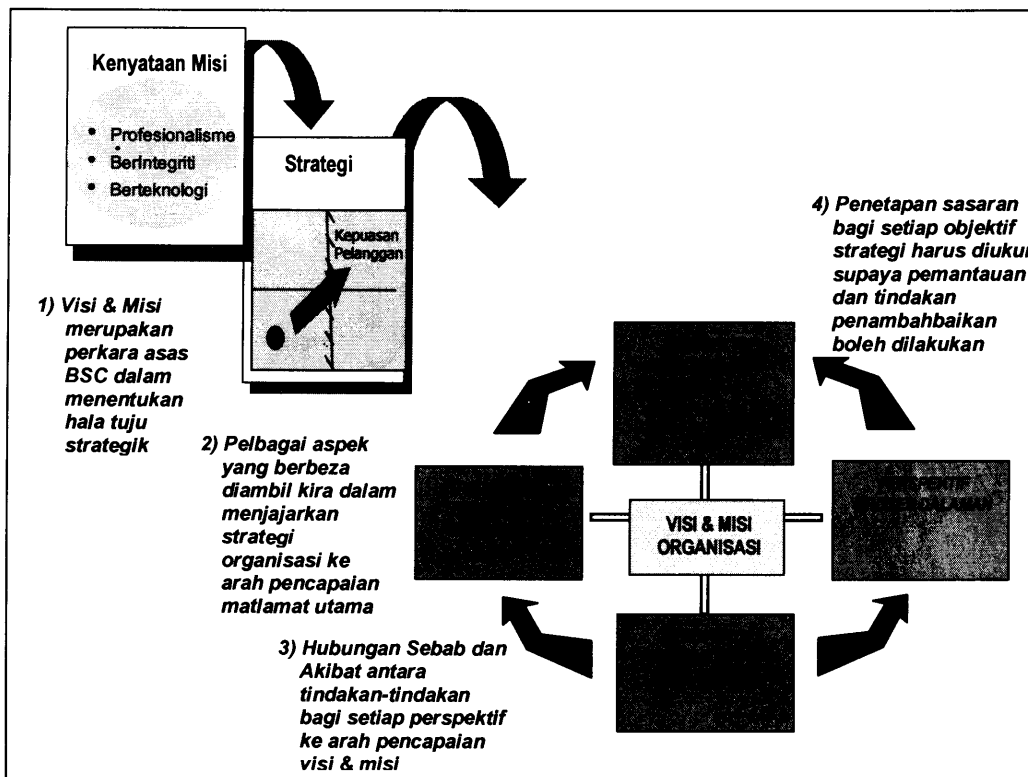 Kenyataan Misi
• Profesionalisme
• Berintegriti
• Berteknologi
Strategi
Kepuasan
Pelanggan
1) Visi & Misi
merupakan
perkara asas
BSC dalam
menentukan
hala tuju
strategik
2) Pelbagai aspek
yang berbeza
diambil kira dalam
menjajarkan
strategi
organisasi ke
arah pencapaian
matlamat utama
3) Hubungan Sebab dan
Akibat antara
tindakan-tindakan
bagi setiap perspektif
ke arah pencapaian
visi & misi
4) Penetapan sasaran
bagi setiap objektif
strategi harus diukur
supaya pemantauan
dan tindakan
penambahbaikan
boleh dilakukan
VISI & MISI
ORGANISASI
PERSPEKTIF